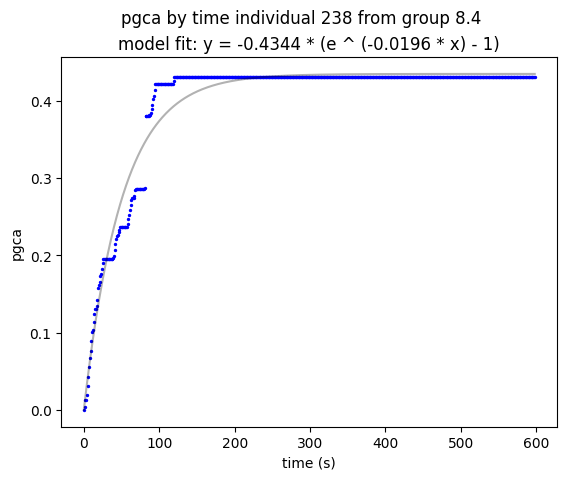 pgca by time individual 238 from group 8.4
model fit: y = -0.4344 * (e ^ (-0.0196 * x) - 1)
0.4
0.3
0.2
0.1
0.0
pgca
0 100 200 300 400 500 600
time (s)